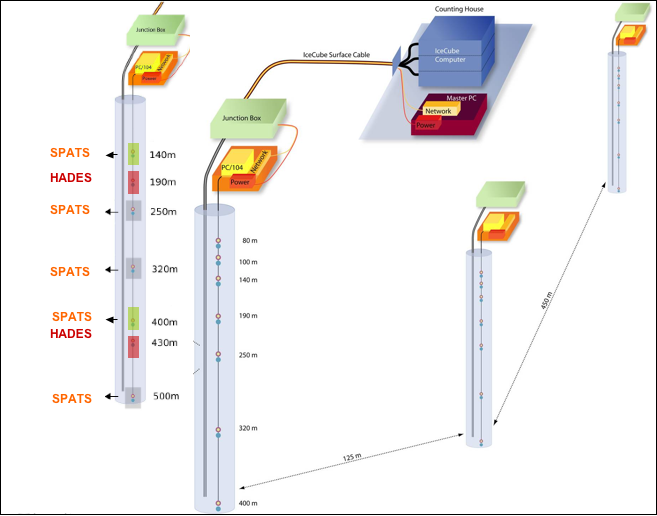 Junction Box
PC/104
Network
Power
SPATS
140m
HADES
190m
SPATS
250m
SPATS
320m
SPATS
400m
HADES
430m
SPATS
500m
IceCube Surface Cable
Counting House
IceCube
Computer
Master PC
Network
Power
Junction Box
PC/104
Network
Power
80 m
100 m
140 m
190 m
250 m
320 m
400 m
125 m
450 m